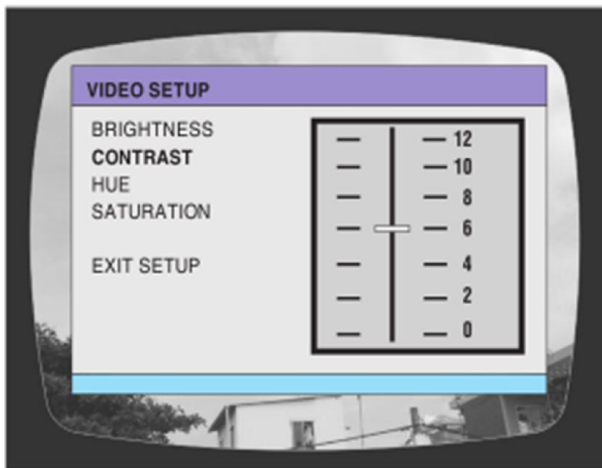 VIDEO SETUP
BRIGHTNESS
CONTRAST
HUE
SATURATION
EXIT SETUP
12
10
8
6
4
2
0